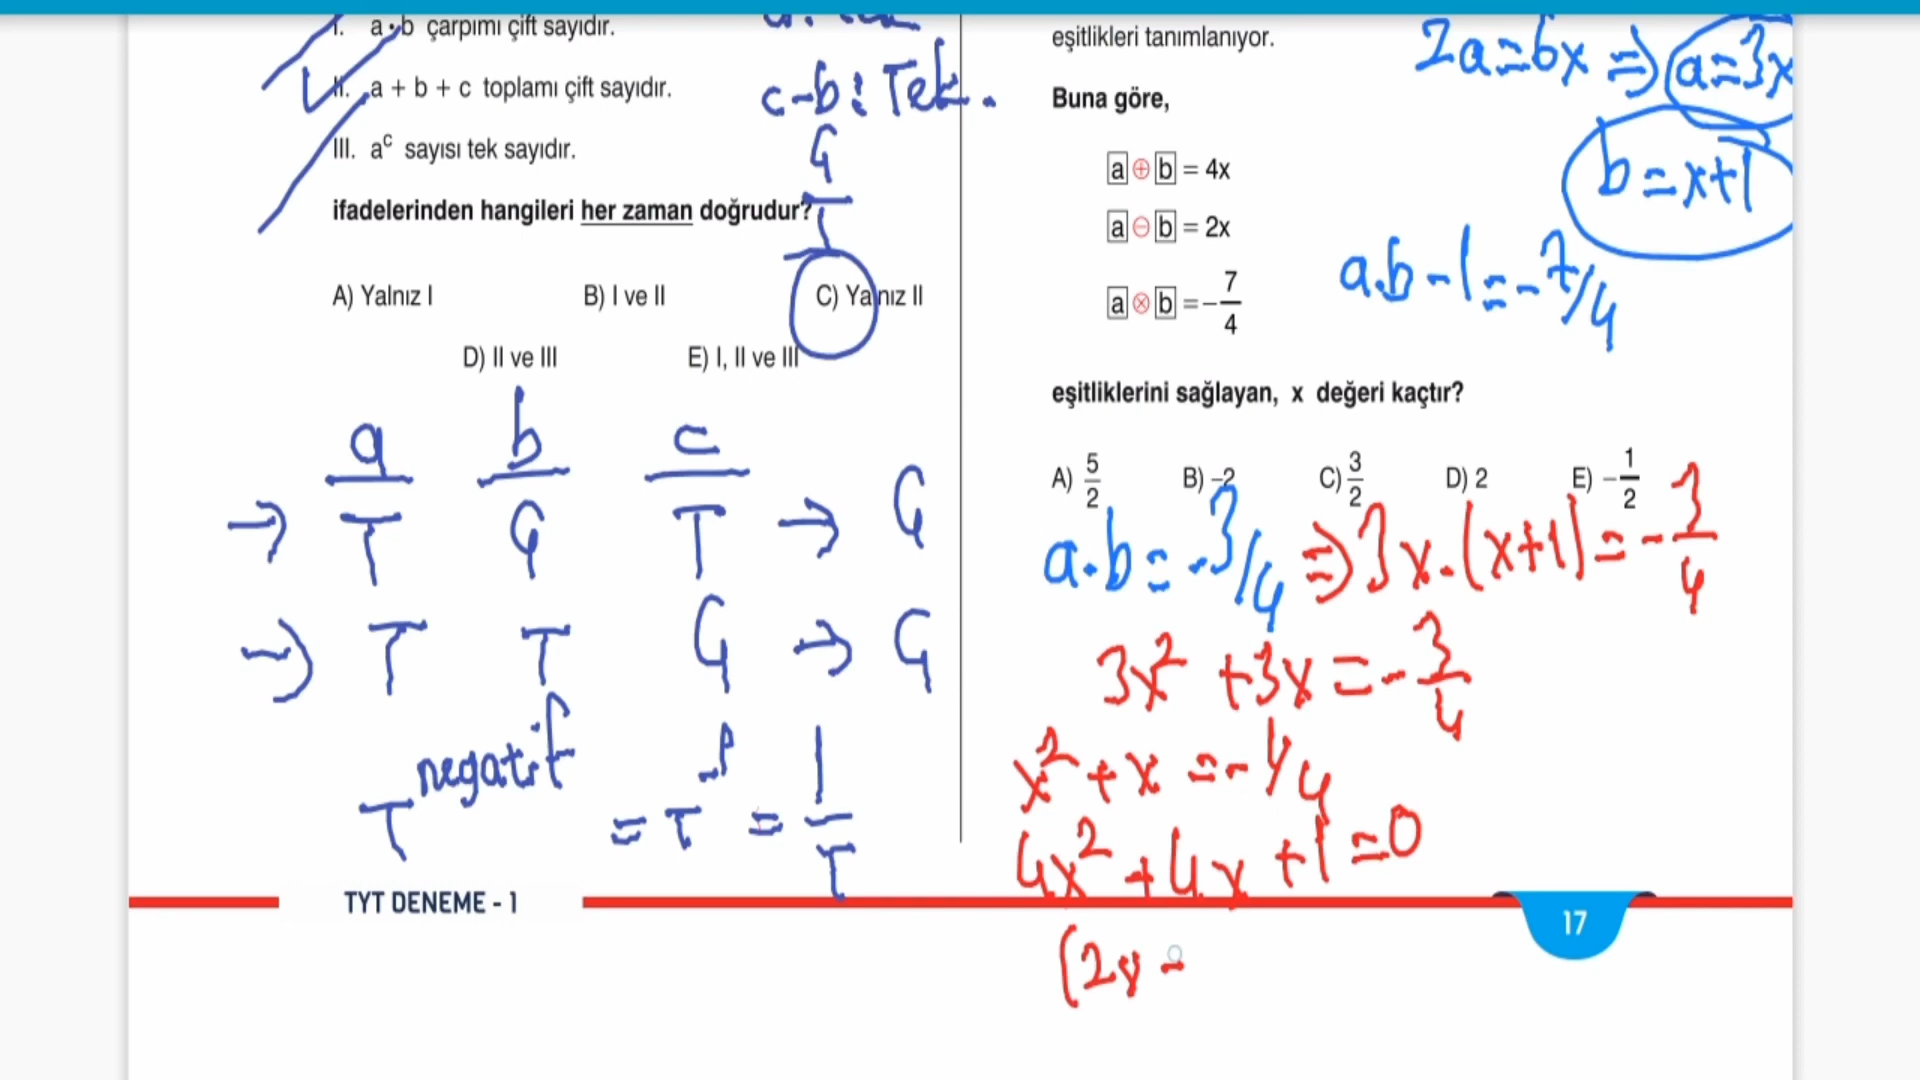 I. a • b çarpımı çift sayıdır.
II. a + b + c toplamı çift sayıdır.
III. a^c sayısı tek sayıdır.
ifadelerinden hangileri her zaman doğrudur?
A) Yalnız I B) I ve II C) Yalnız II
D) II ve III E) I, II ve III
c-b: Tek.
Ç
T
a b c
→ T Ç T → Ç
→ T T Ç → Ç
T^negatif = T^-1 = 1/T
TYT DENEME - 1
eşitlikleri tanımlanıyor.
Buna göre,
a ⊕ b = 4x
a ⊖ b = 2x
a ⊗ b = -7/4
eşitliklerini sağlayan, x değeri kaçtır?
A) 5/2 B) -2 C) 3/2 D) 2 E) -1/2
2a=6x ⇒ a=3x
b=x+1
a.b-1=-7/4
a.b=-3/4 ⇒ 3x.(x+1)=-3/4
3x²+3x=-3/4
x²+x=-1/4
4x²+4x+1=0
(2x
17